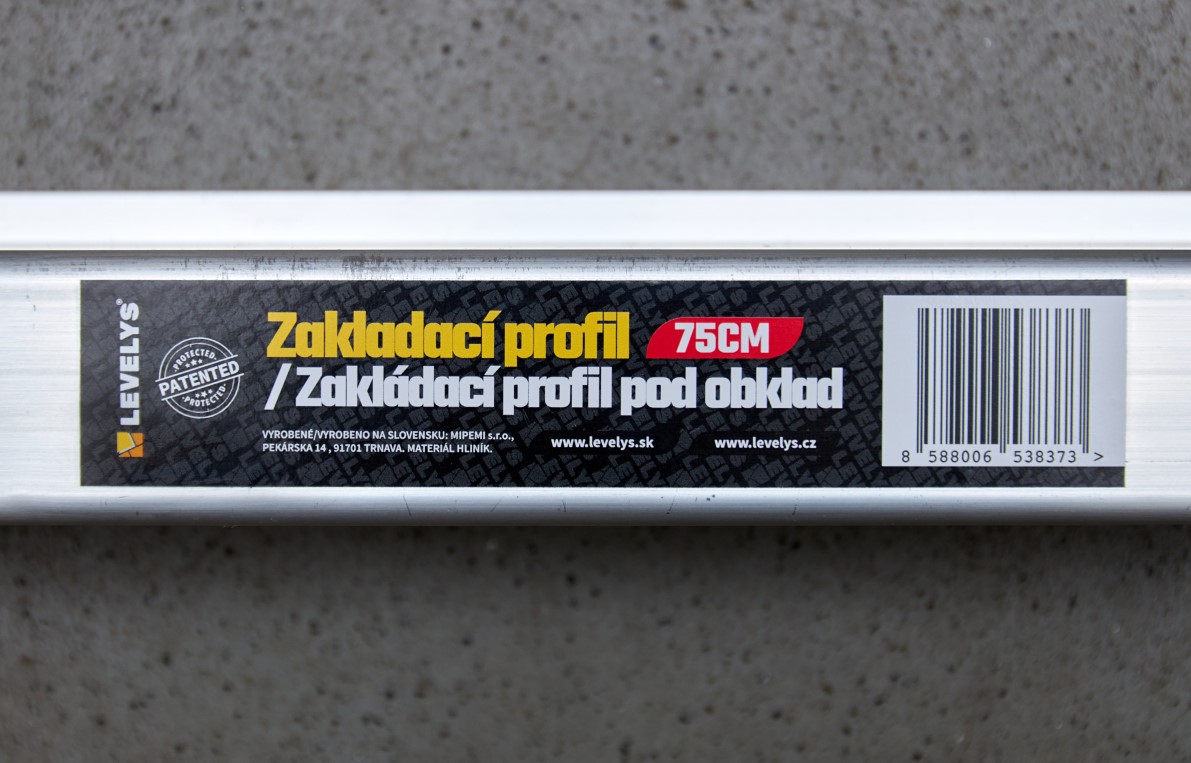 LEVELYS®
·PROTECTED·
PATENTED
·PROTECTED·
Zakladací profil 75CM
/ Zakládací profil pod obklad
VYROBENÉ/VYROBENO NA SLOVENSKU: MIPEMI s.r.o.,
PEKÁRSKA 14 , 91701 TRNAVA. MATERIÁL HLINÍK.
www.levelys.sk
www.levelys.cz
8 588006 538373 >